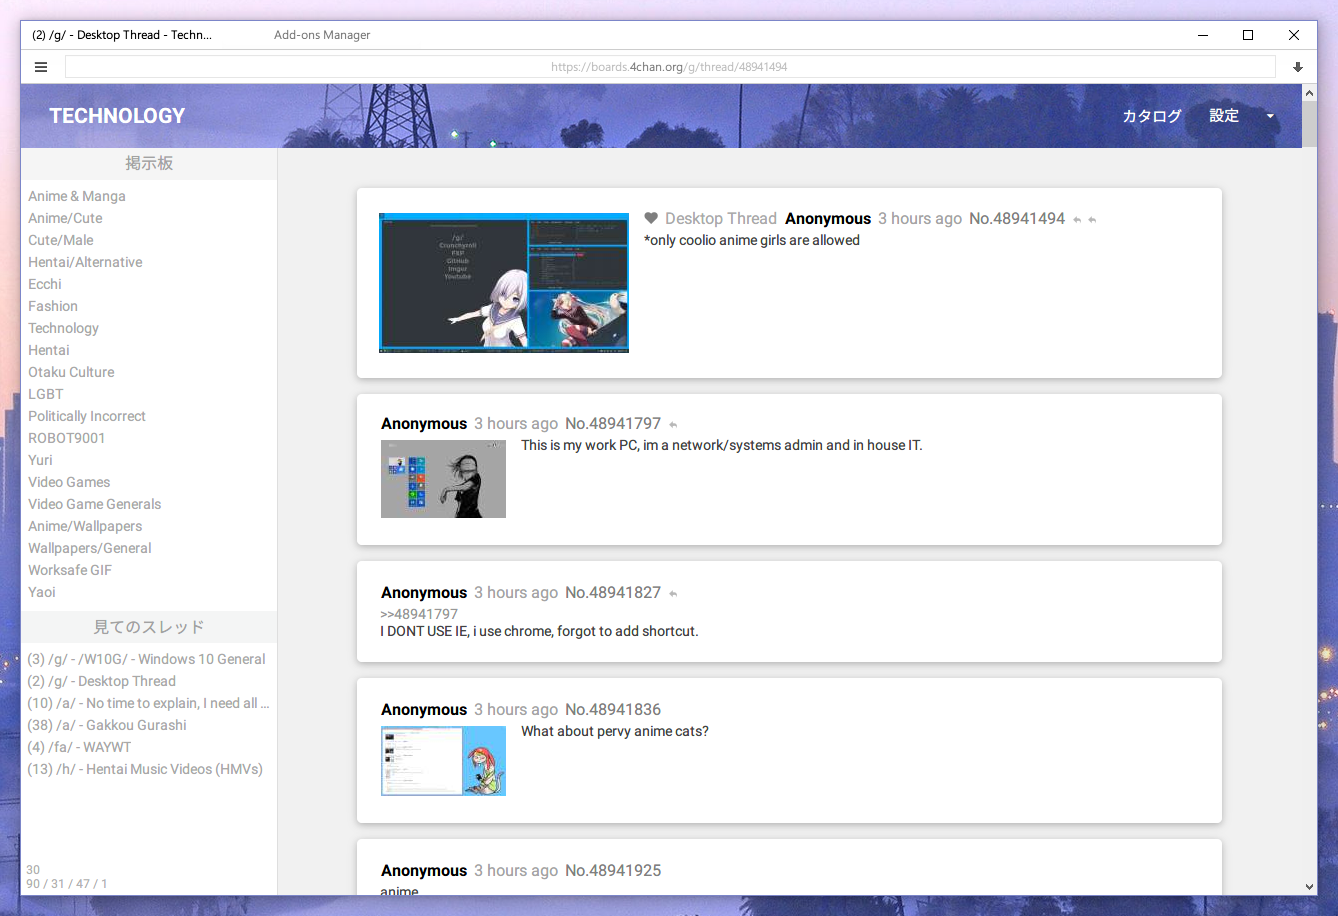 (2) /g/ - Desktop Thread - Techn...
Add-ons Manager
https://boards.4chan.org/g/thread/48941494
TECHNOLOGY
カタログ
設定
掲示板
Anime & Manga
Anime/Cute
Cute/Male
Hentai/Alternative
Ecchi
Fashion
Technology
Hentai
Otaku Culture
LGBT
Politically Incorrect
ROBOT9001
Yuri
Video Games
Video Game Generals
Anime/Wallpapers
Wallpapers/General
Worksafe GIF
Yaoi
見てのスレッド
(3) /g/ - /W10G/ - Windows 10 General
(2) /g/ - Desktop Thread
(10) /a/ - No time to explain, I need all ...
(38) /a/ - Gakkou Gurashi
(4) /fa/ - WAYWT
(13) /h/ - Hentai Music Videos (HMVs)
30
90 / 31 / 47 / 1
Desktop Thread Anonymous 3 hours ago No.48941494
*only coolio anime girls are allowed
/g/
Crunchyroll
FXP
GitHub
Imgur
Youtube
Anonymous 3 hours ago No.48941797
This is my work PC, im a network/systems admin and in house IT.
Anonymous 3 hours ago No.48941827
>>48941797
I DONT USE IE, i use chrome, forgot to add shortcut.
Anonymous 3 hours ago No.48941836
What about pervy anime cats?
Anonymous 3 hours ago No.48941925
anime